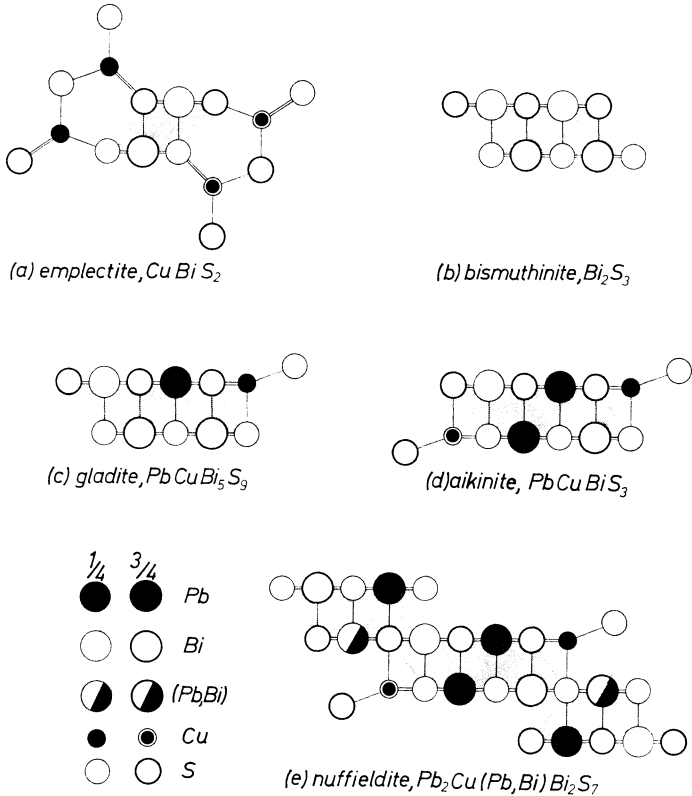 (a) emplectite, CuBiS₂
(b) bismuthinite, Bi₂S₃
(c) gladite, PbCuBi₅S₉
(d) aikinite, PbCuBiS₃
1/4 3/4
Pb
Bi
(Pb,Bi)
Cu
S
(e) nuffieldite, Pb₂Cu(Pb,Bi)Bi₂S₇